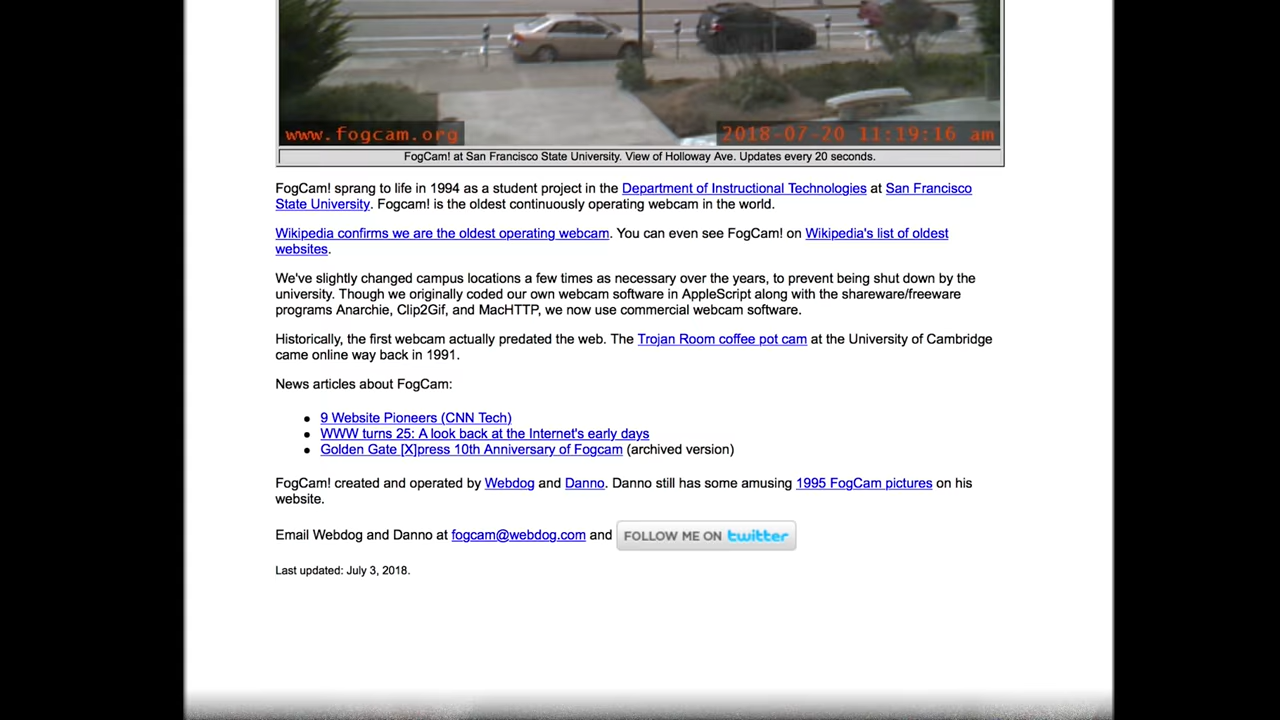 www.fogcam.org
2018-07-20 11:19:16 am
FogCam! at San Francisco State University. View of Holloway Ave. Updates every 20 seconds.
FogCam! sprang to life in 1994 as a student project in the Department of Instructional Technologies at San Francisco
State University. Fogcam! is the oldest continuously operating webcam in the world.
Wikipedia confirms we are the oldest operating webcam. You can even see FogCam! on Wikipedia's list of oldest
websites.
We've slightly changed campus locations a few times as necessary over the years, to prevent being shut down by the
university. Though we originally coded our own webcam software in AppleScript along with the shareware/freeware
programs Anarchie, Clip2Gif, and MacHTTP, we now use commercial webcam software.
Historically, the first webcam actually predated the web. The Trojan Room coffee pot cam at the University of Cambridge
came online way back in 1991.
News articles about FogCam:
• 9 Website Pioneers (CNN Tech)
• WWW turns 25: A look back at the Internet's early days
• Golden Gate [X]press 10th Anniversary of Fogcam (archived version)
FogCam! created and operated by Webdog and Danno. Danno still has some amusing 1995 FogCam pictures on his
website.
Email Webdog and Danno at fogcam@webdog.com and FOLLOW ME ON twitter
Last updated: July 3, 2018.